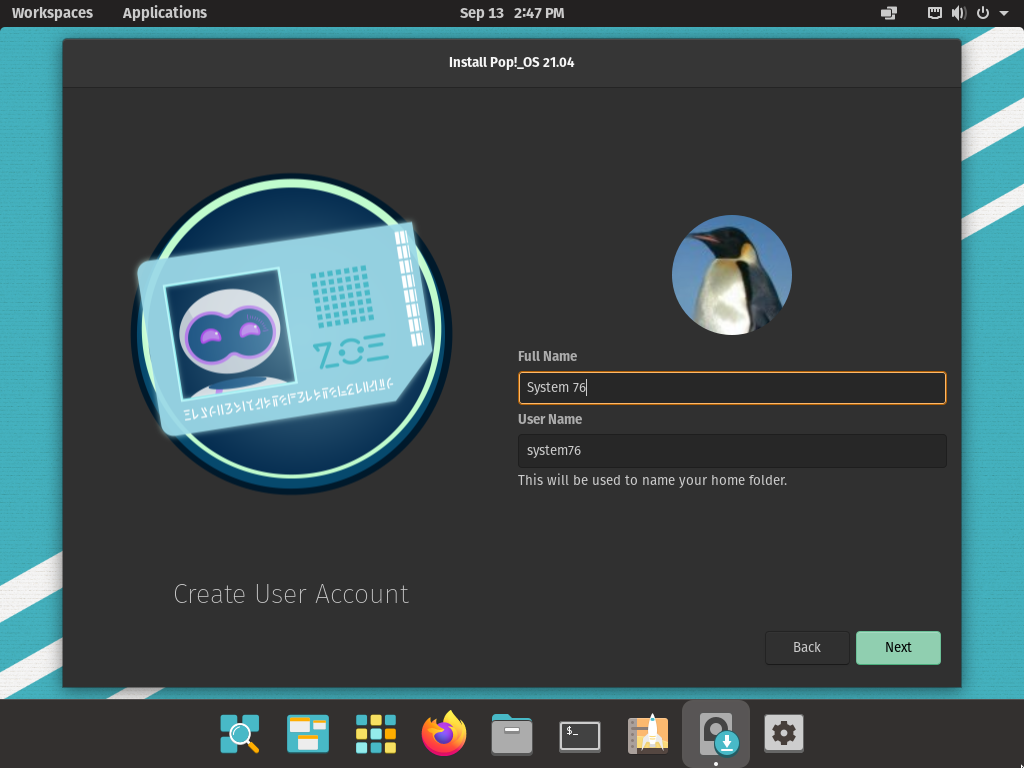 Workspaces Applications Sep 13 2:47 PM
Install Pop!_OS 21.04
ZOE
Full Name
System 76
User Name
system76
This will be used to name your home folder.
Create User Account
Back Next
$_